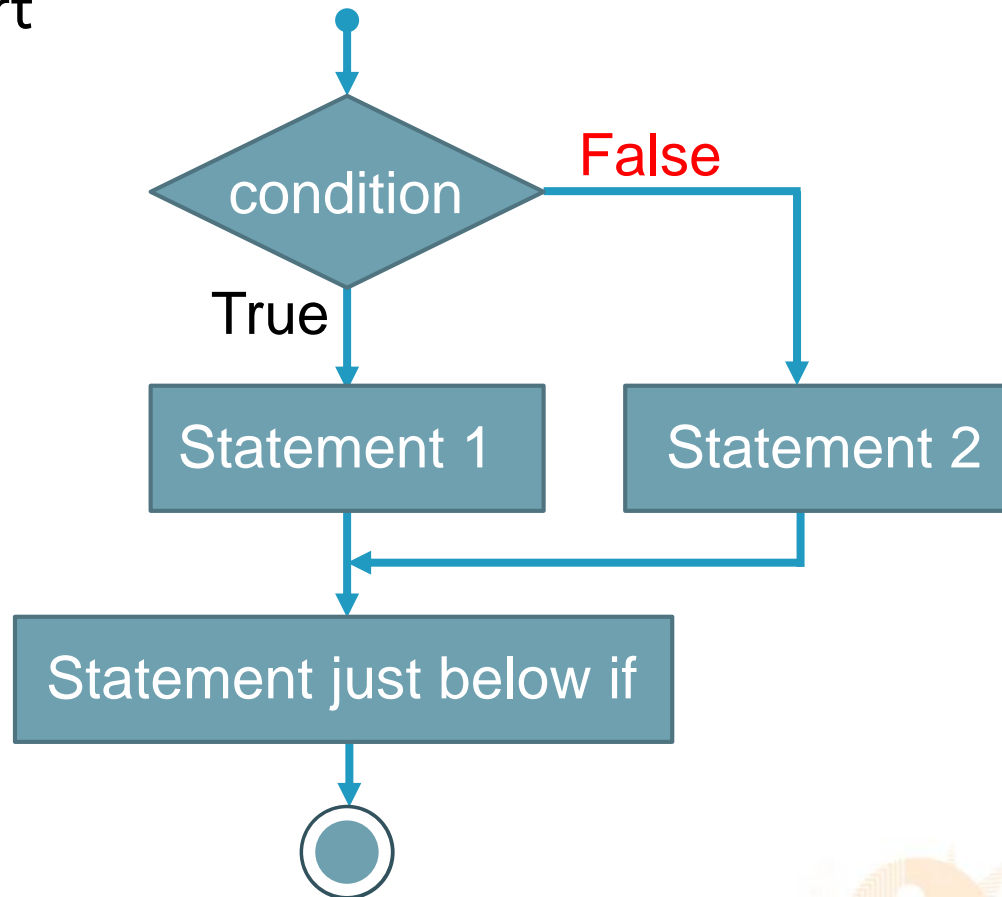 condition
False
True
Statement 1
Statement 2
Statement just below if